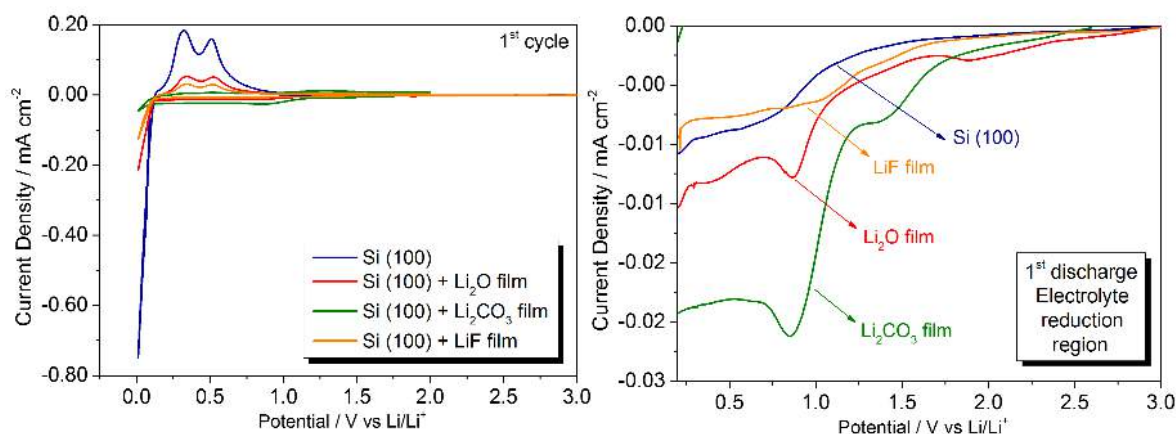 0.20
0.00
-0.20
-0.40
-0.60
-0.80
Current Density / mA cm⁻²
1ˢᵗ cycle
Si (100)
Si (100) + Li₂O film
Si (100) + Li₂CO₃ film
Si (100) + LiF film
0.0 0.5 1.0 1.5 2.0 2.5 3.0
Potential / V vs Li/Li⁺
0.00
-0.00
-0.01
-0.01
-0.02
-0.02
-0.03
Current Density / mA cm⁻²
Si (100)
LiF film
Li₂O film
Li₂CO₃ film
1ˢᵗ discharge
Electrolyte
reduction
region
0.5 1.0 1.5 2.0 2.5 3.0
Potential / V vs Li/Li⁺